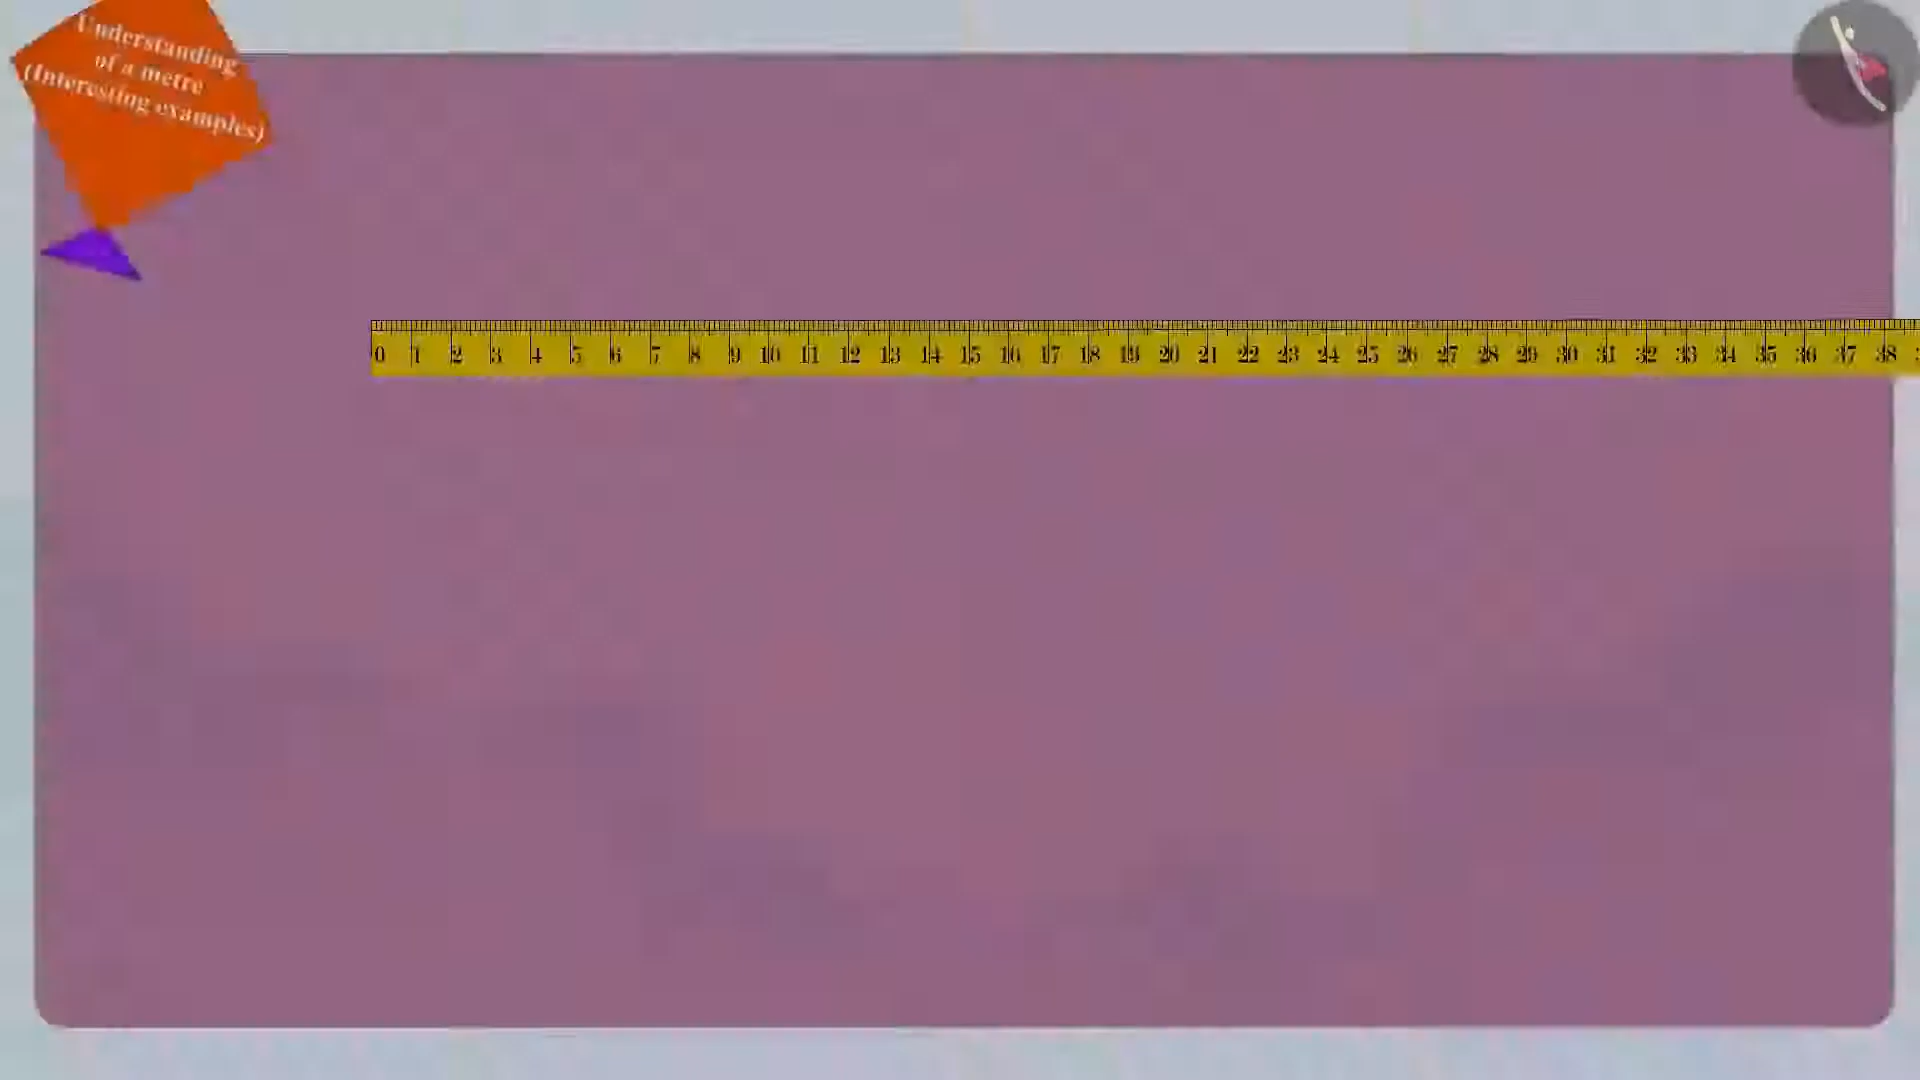 Understanding
of a metre
(Interesting examples)
0 1 2 3 4 5 6 7 8 9 10 11 12 13 14 15 16 17 18 19 20 21 22 23 24 25 26 27 28 29 30 31 32 33 34 35 36 37 38